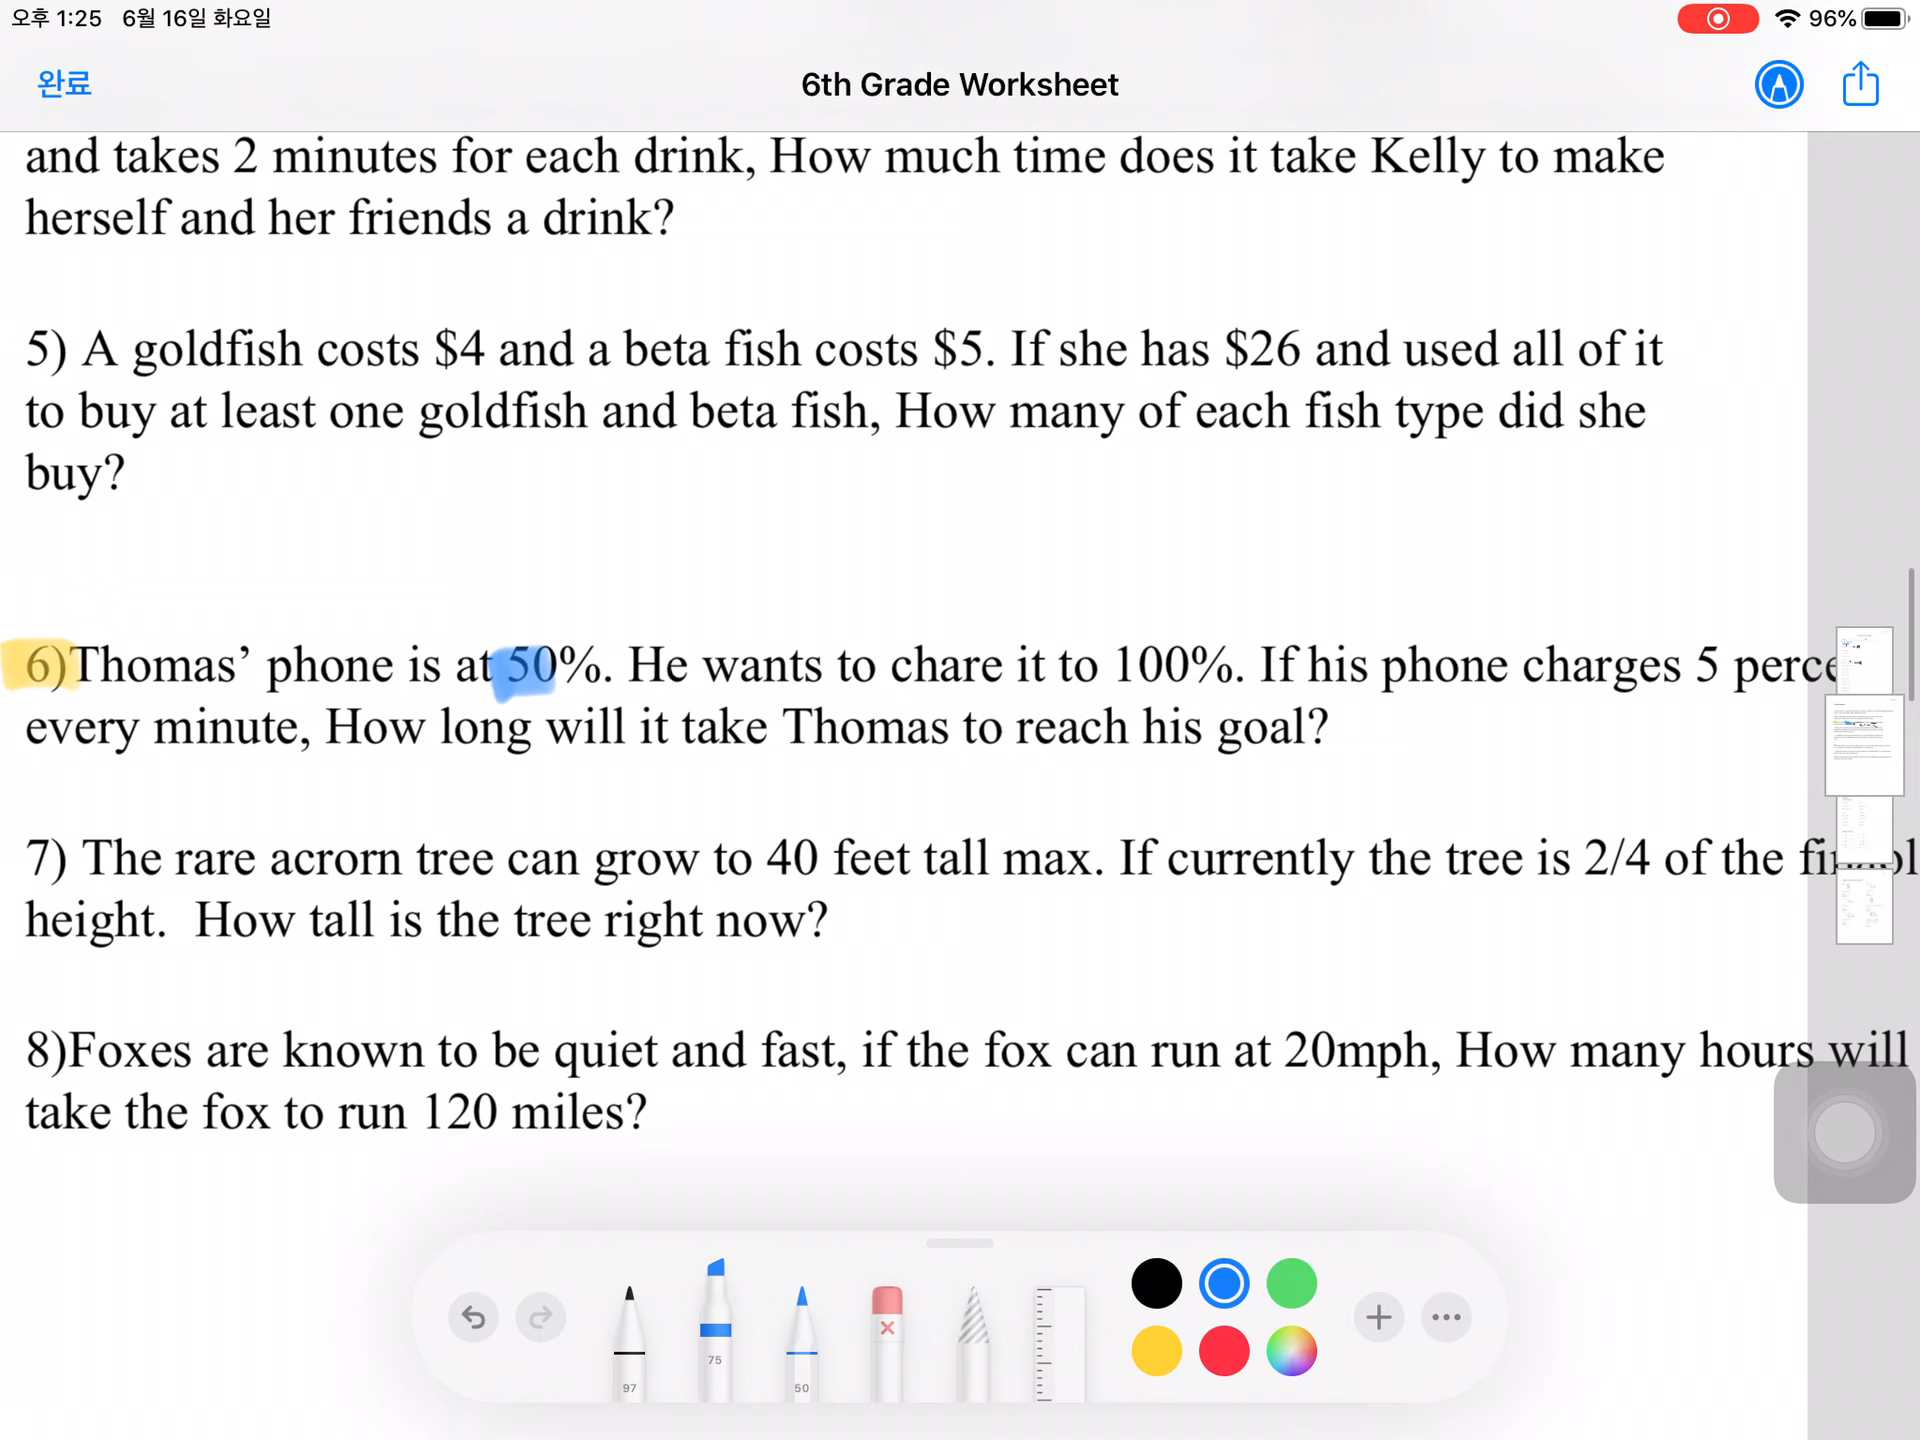 오후 1:25 6월 16일 화요일 96%
완료 6th Grade Worksheet
and takes 2 minutes for each drink, How much time does it take Kelly to make
herself and her friends a drink?
5) A goldfish costs $4 and a beta fish costs $5. If she has $26 and used all of it
to buy at least one goldfish and beta fish, How many of each fish type did she
buy?
6)Thomas’ phone is at 50%. He wants to chare it to 100%. If his phone charges 5 perce
every minute, How long will it take Thomas to reach his goal?
7) The rare acrorn tree can grow to 40 feet tall max. If currently the tree is 2/4 of the
height. How tall is the tree right now?
8)Foxes are known to be quiet and fast, if the fox can run at 20mph, How many hours will
take the fox to run 120 miles?
97 75 50